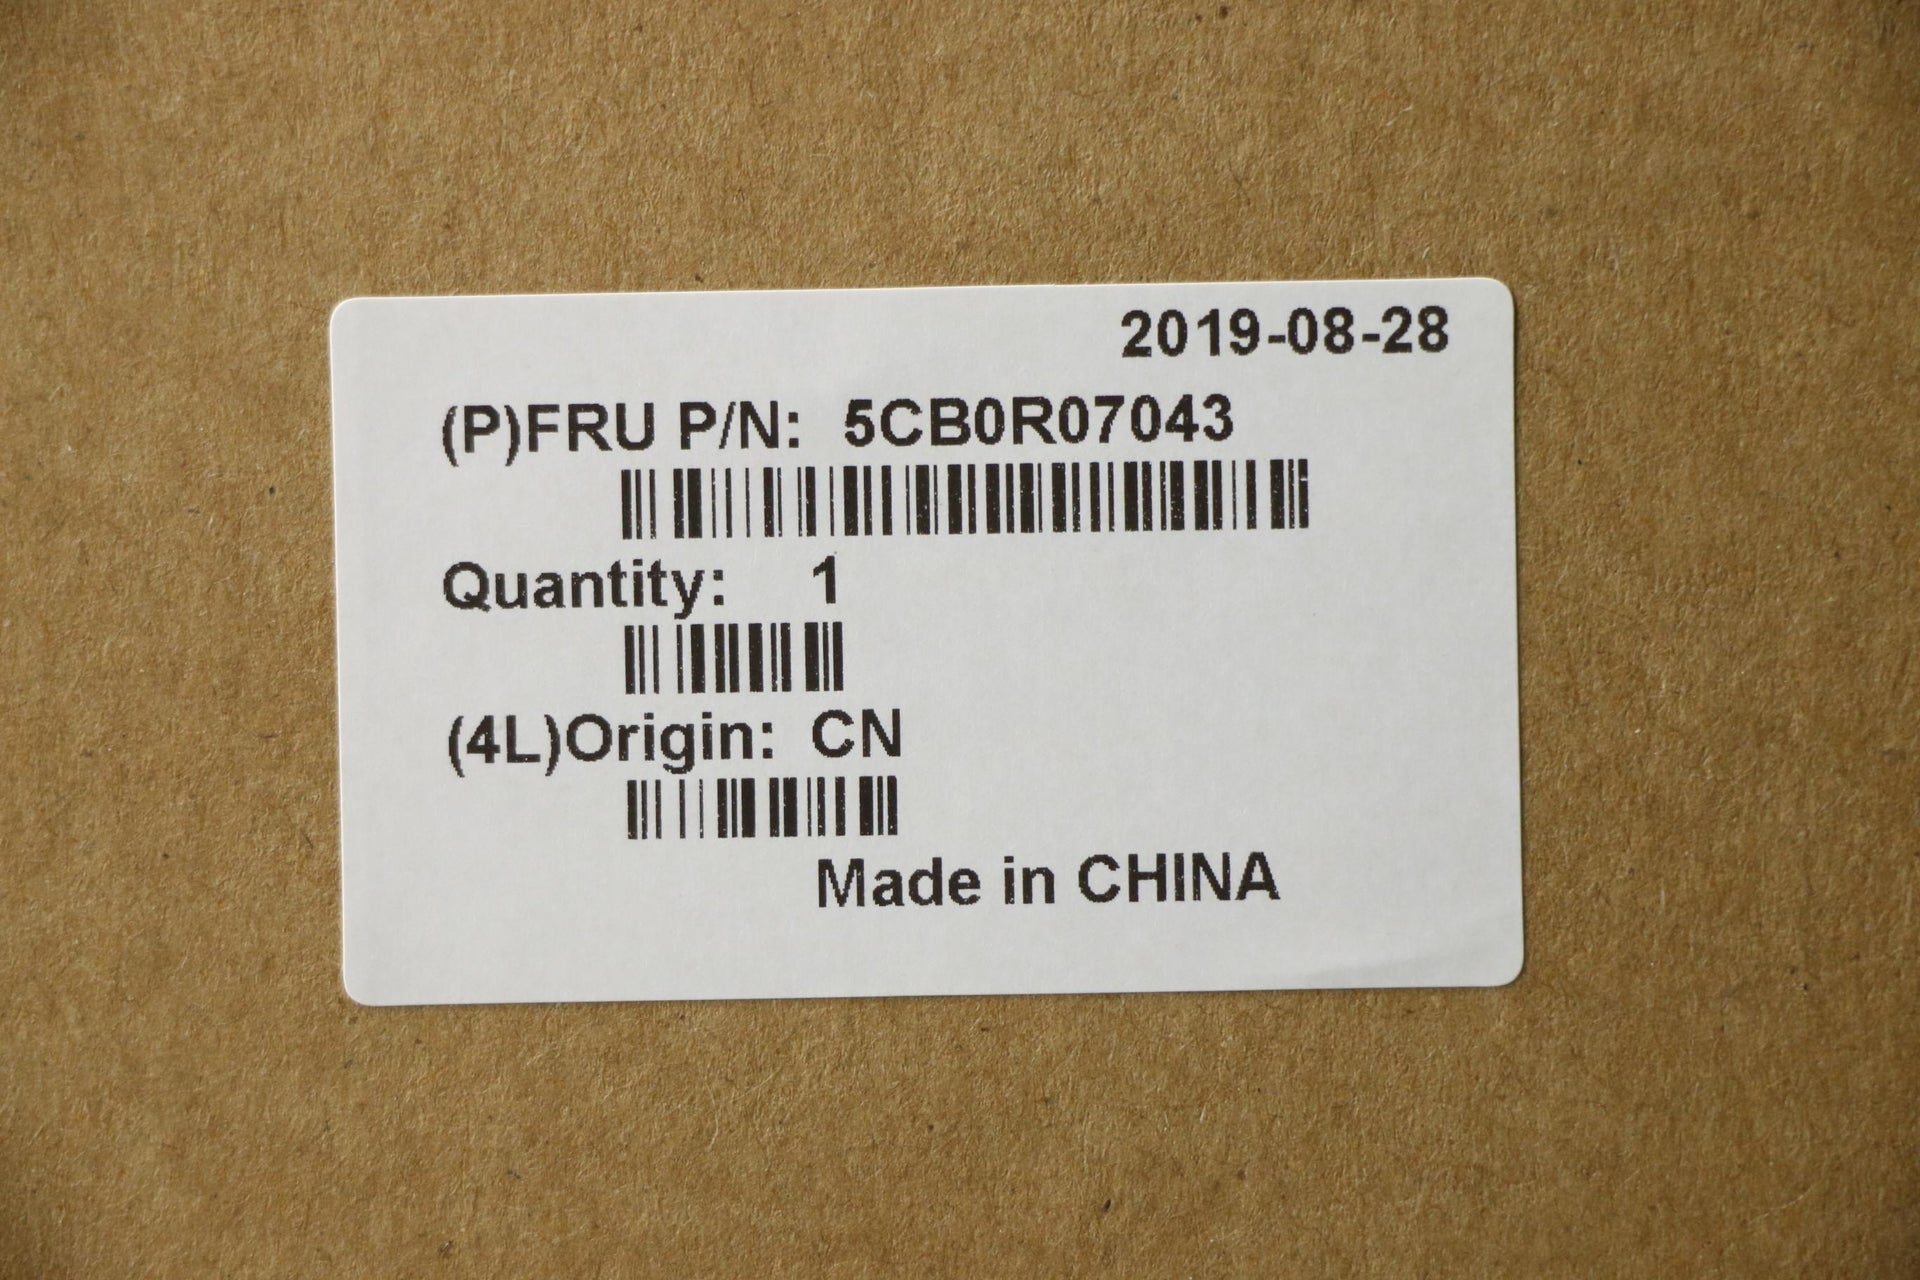 2019-08-28
(P)FRU P/N: 5CB0R07043
Quantity: 1
(4L)Origin: CN
Made in CHINA